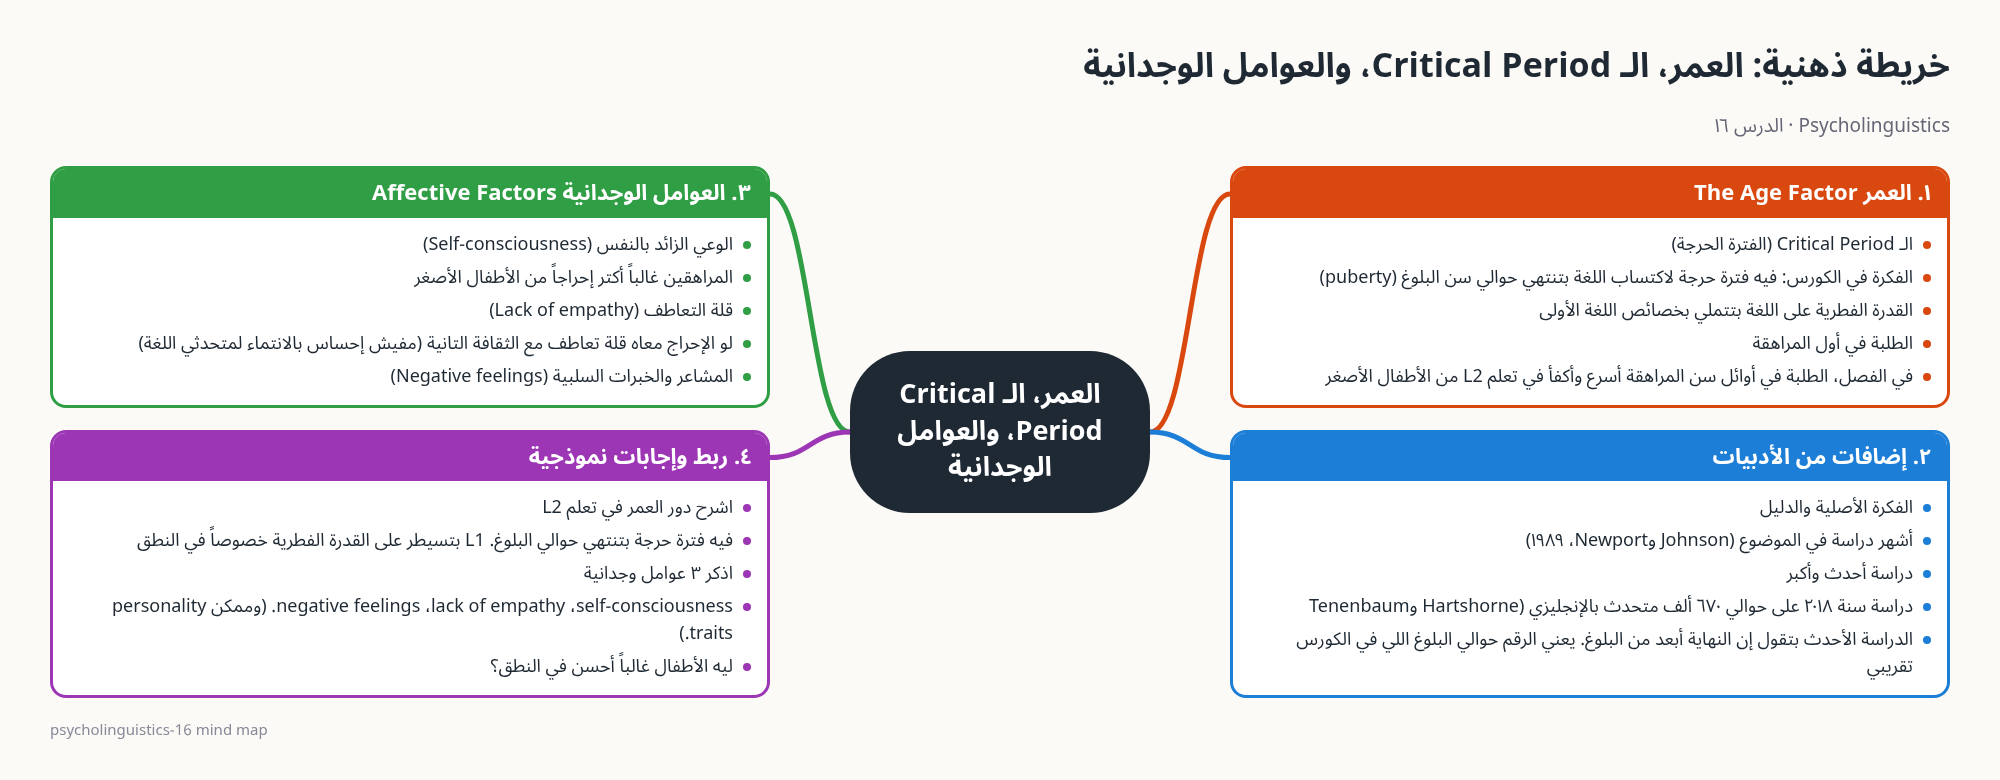 خريطة ذهنية: العمر، الـ Critical Period، والعوامل الوجدانية
Psycholinguistics · الدرس ١٦
١. العمر The Age Factor
الـ Critical Period (الفترة الحرجة)
الفكرة في الكورس: فيه فترة حرجة لاكتساب اللغة بتنتهي حوالي سن البلوغ (puberty)
القدرة الفطرية على اللغة بتتملي بخصائص اللغة الأولى
الطلبة في أول المراهقة
في الفصل، الطلبة في أوائل سن المراهقة أسرع وأكفأ في تعلم L2 من الأطفال الأصغر
٢. إضافات من الأدبيات
الفكرة الأصلية والدليل
أشهر دراسة في الموضوع (Johnson وNewport، ١٩٨٩)
دراسة أحدث وأكبر
دراسة سنة ٢٠١٨ على حوالي ٦٧٠ ألف متحدث بالإنجليزي (Hartshorne وTenenbaum
الدراسة الأحدث بتقول إن النهاية أبعد من البلوغ. يعني الرقم حوالي البلوغ اللي في الكورس
تقريبي
العمر، الـ Critical
Period، والعوامل
الوجدانية
٣. العوامل الوجدانية Affective Factors
الوعي الزائد بالنفس (Self-consciousness)
المراهقين غالباً أكتر إحراجاً من الأطفال الأصغر
قلة التعاطف (Lack of empathy)
لو الإحراج معاه قلة تعاطف مع الثقافة التانية (مفيش إحساس بالانتماء لمتحدثي اللغة)
المشاعر والخبرات السلبية (Negative feelings)
٤. ربط وإجابات نموذجية
اشرح دور العمر في تعلم L2
فيه فترة حرجة بتنتهي حوالي البلوغ. L1 بتسيطر على القدرة الفطرية خصوصاً في النطق
اذكر ٣ عوامل وجدانية
self-consciousness، lack of empathy، negative feelings. (وممكن personality
traits.)
ليه الأطفال غالباً أحسن في النطق؟
psycholinguistics-16 mind map